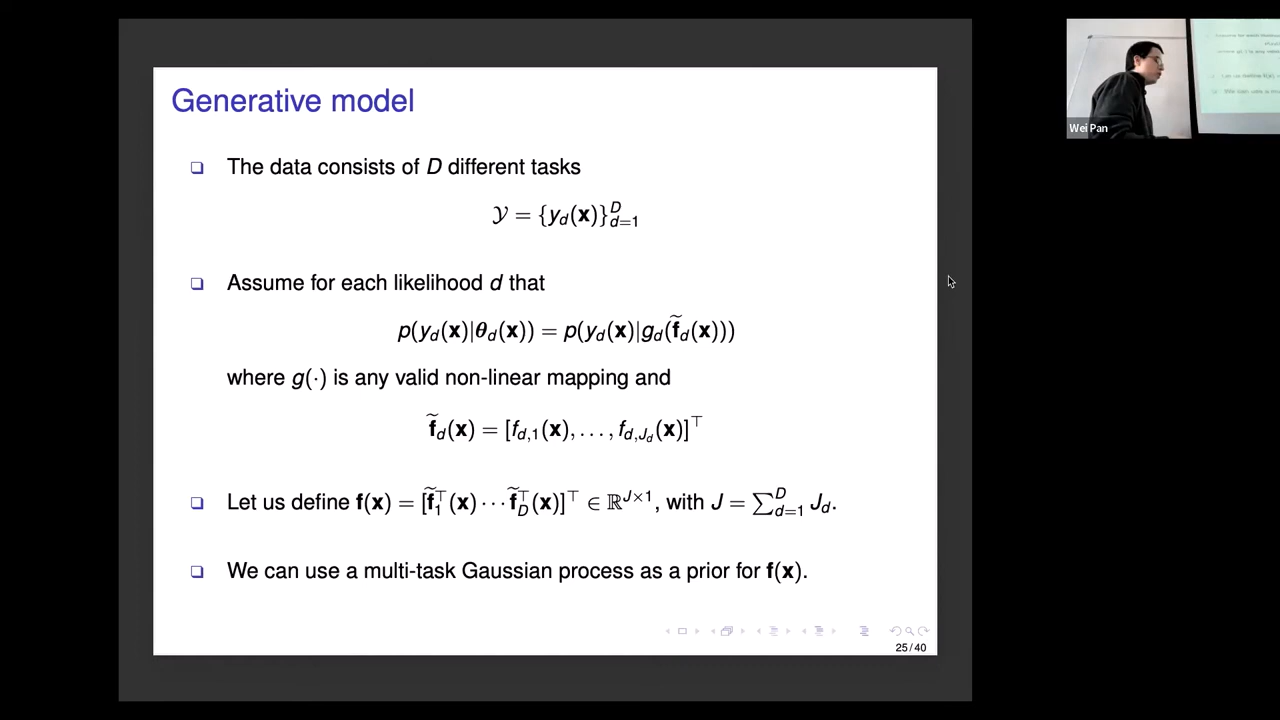 Generative model
❑ The data consists of D different tasks
𝒴 = {y_d(𝐱)}_{d=1}^D
❑ Assume for each likelihood d that
p(y_d(𝐱)|𝛉_d(𝐱)) = p(y_d(𝐱)|g_d(𝐟̃_d(𝐱)))
where g(·) is any valid non-linear mapping and
𝐟̃_d(𝐱) = [f_{d,1}(𝐱), . . . , f_{d,J_d}(𝐱)]^⊤
❑ Let us define 𝐟(𝐱) = [𝐟̃_1^⊤(𝐱) ··· 𝐟̃_D^⊤(𝐱)]^⊤ ∈ ℝ^{J×1}, with J = ∑_{d=1}^D J_d.
❑ We can use a multi-task Gaussian process as a prior for 𝐟(𝐱).
25 / 40
Wei Pan